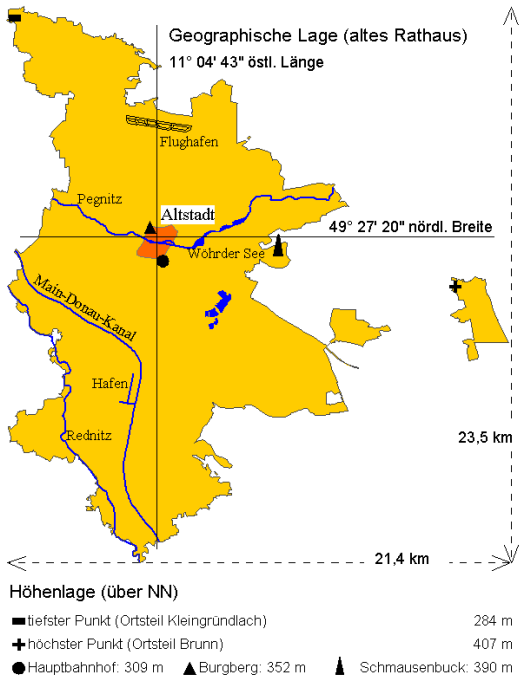 Geographische Lage (altes Rathaus)
11° 04' 43" östl. Länge
Flughafen
Pegnitz
Altstadt
49° 27' 20" nördl. Breite
Wöhrder See
Main-Donau-Kanal
Hafen
Rednitz
23,5 km
21,4 km
Höhenlage (über NN)
tiefster Punkt (Ortsteil Kleingründlach) 284 m
höchster Punkt (Ortsteil Brunn) 407 m
Hauptbahnhof: 309 m Burgberg: 352 m Schmausenbuck: 390 m